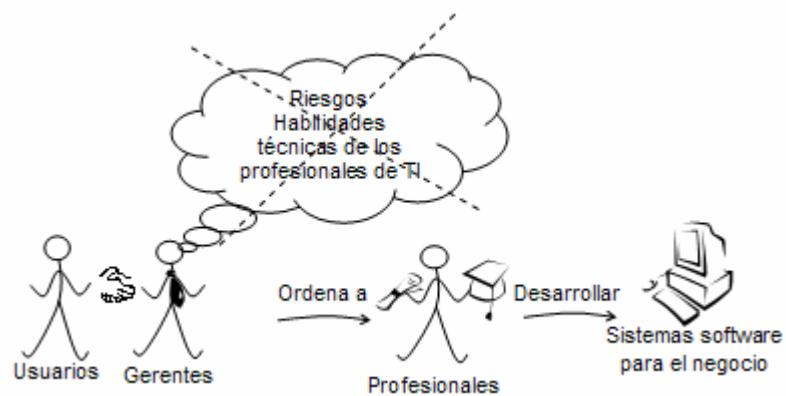 Riesgos
Habilidades
técnicas de los
profesionales de TI
Ordena a
Desarrollar
Usuarios
Gerentes
Profesionales
Sistemas software
para el negocio